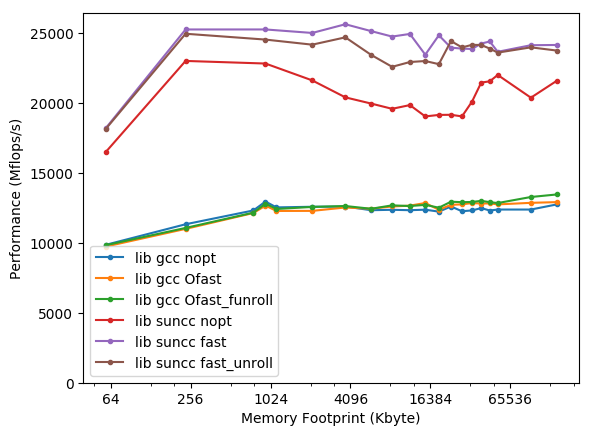 25000
20000
15000
10000
5000
0
Performance (Mflops/s)
lib gcc nopt
lib gcc Ofast
lib gcc Ofast_funroll
lib suncc nopt
lib suncc fast
lib suncc fast_unroll
64 256 1024 4096 16384 65536
Memory Footprint (Kbyte)